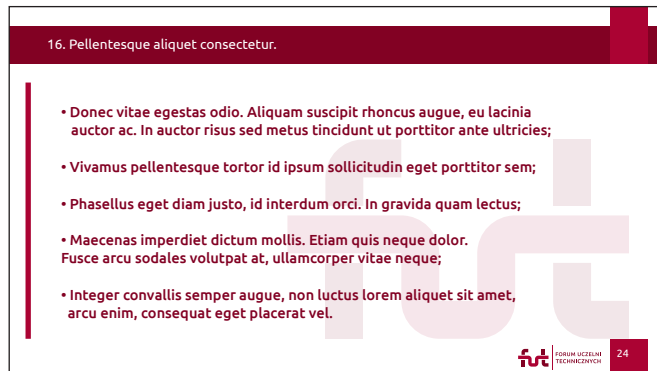 16. Pellentesque aliquet consectetur.
• Donec vitae egestas odio. Aliquam suscipit rhoncus augue, eu lacinia
auctor ac. In auctor risus sed metus tincidunt ut porttitor ante ultricies;
• Vivamus pellentesque tortor id ipsum sollicitudin eget porttitor sem;
• Phasellus eget diam justo, id interdum orci. In gravida quam lectus;
• Maecenas imperdiet dictum mollis. Etiam quis neque dolor.
Fusce arcu sodales volutpat at, ullamcorper vitae neque;
• Integer convallis semper augue, non luctus lorem aliquet sit amet,
arcu enim, consequat eget placerat vel.
fut
fut
FORUM UCZELNI
TECHNICZNYCH
24